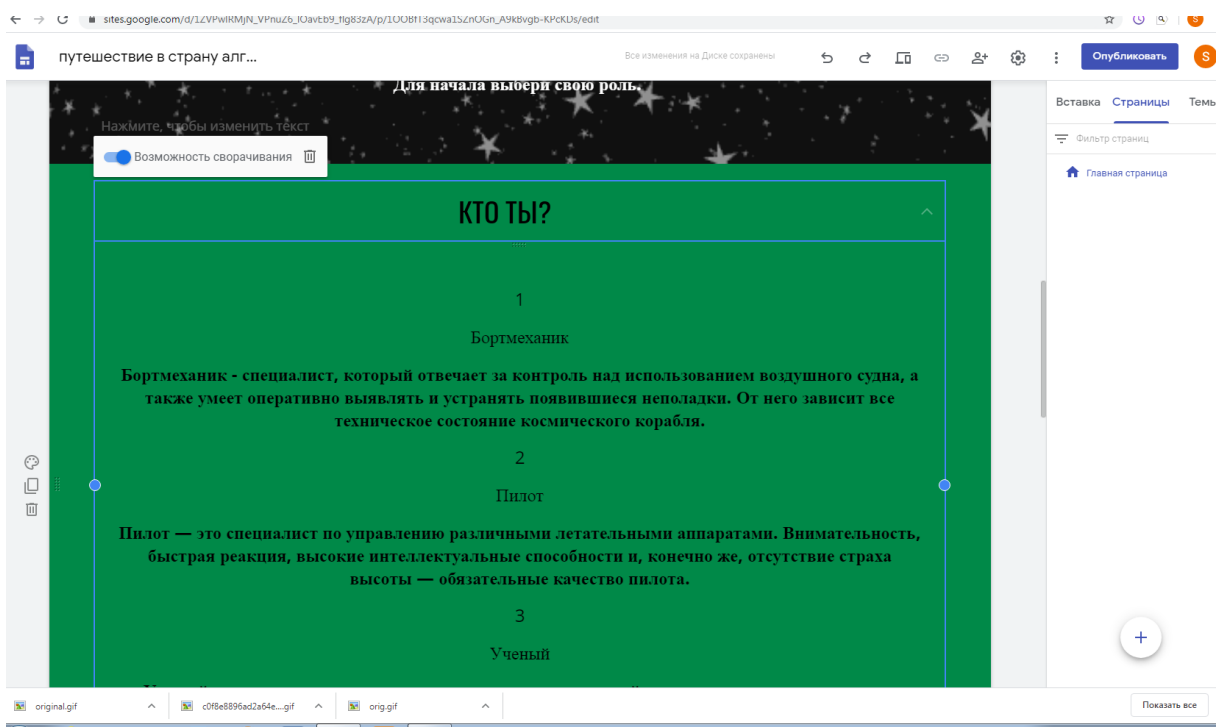 sites.google.com/d/1ZVPwIRMjN_VPnuZ6_IOavEb9_fIg83zA/p/1OOBfT3qcwa1SZnOGn_A9kBvgb-KPcKDs/edit
путешествие в страну алг...
Все изменения на Диске сохранены
Опубликовать
S
Для начала выбери свою роль.
Вставка Страницы Темы
Нажмите, чтобы изменить текст
Фильтр страниц
Возможность сворачивания
Главная страница
КТО ТЫ?
1
Бортмеханик
Бортмеханик - специалист, который отвечает за контроль над использованием воздушного судна, а
также умеет оперативно выявлять и устранять появившиеся неполадки. От него зависит все
техническое состояние космического корабля.
2
Пилот
Пилот — это специалист по управлению различными летательными аппаратами. Внимательность,
быстрая реакция, высокие интеллектуальные способности и, конечно же, отсутствие страха
высоты — обязательные качество пилота.
3
Ученый
original.gif
c0f8e8896ad2a64e....gif
orig.gif
Показать все